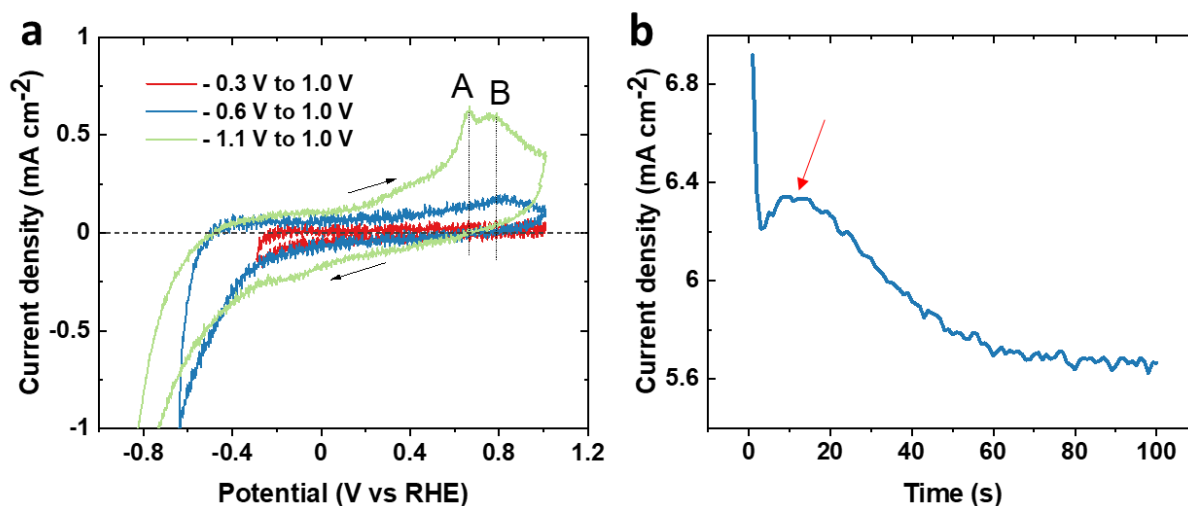 a
- 0.3 V to 1.0 V
- 0.6 V to 1.0 V
- 1.1 V to 1.0 V
A
B
1
0.5
0
-0.5
-1
-0.8
-0.4
0
0.4
0.8
1.2
Current density (mA cm-2)
Potential (V vs RHE)
b
6.8
6.4
6
5.6
0
20
40
60
80
100
Current density (mA cm-2)
Time (s)